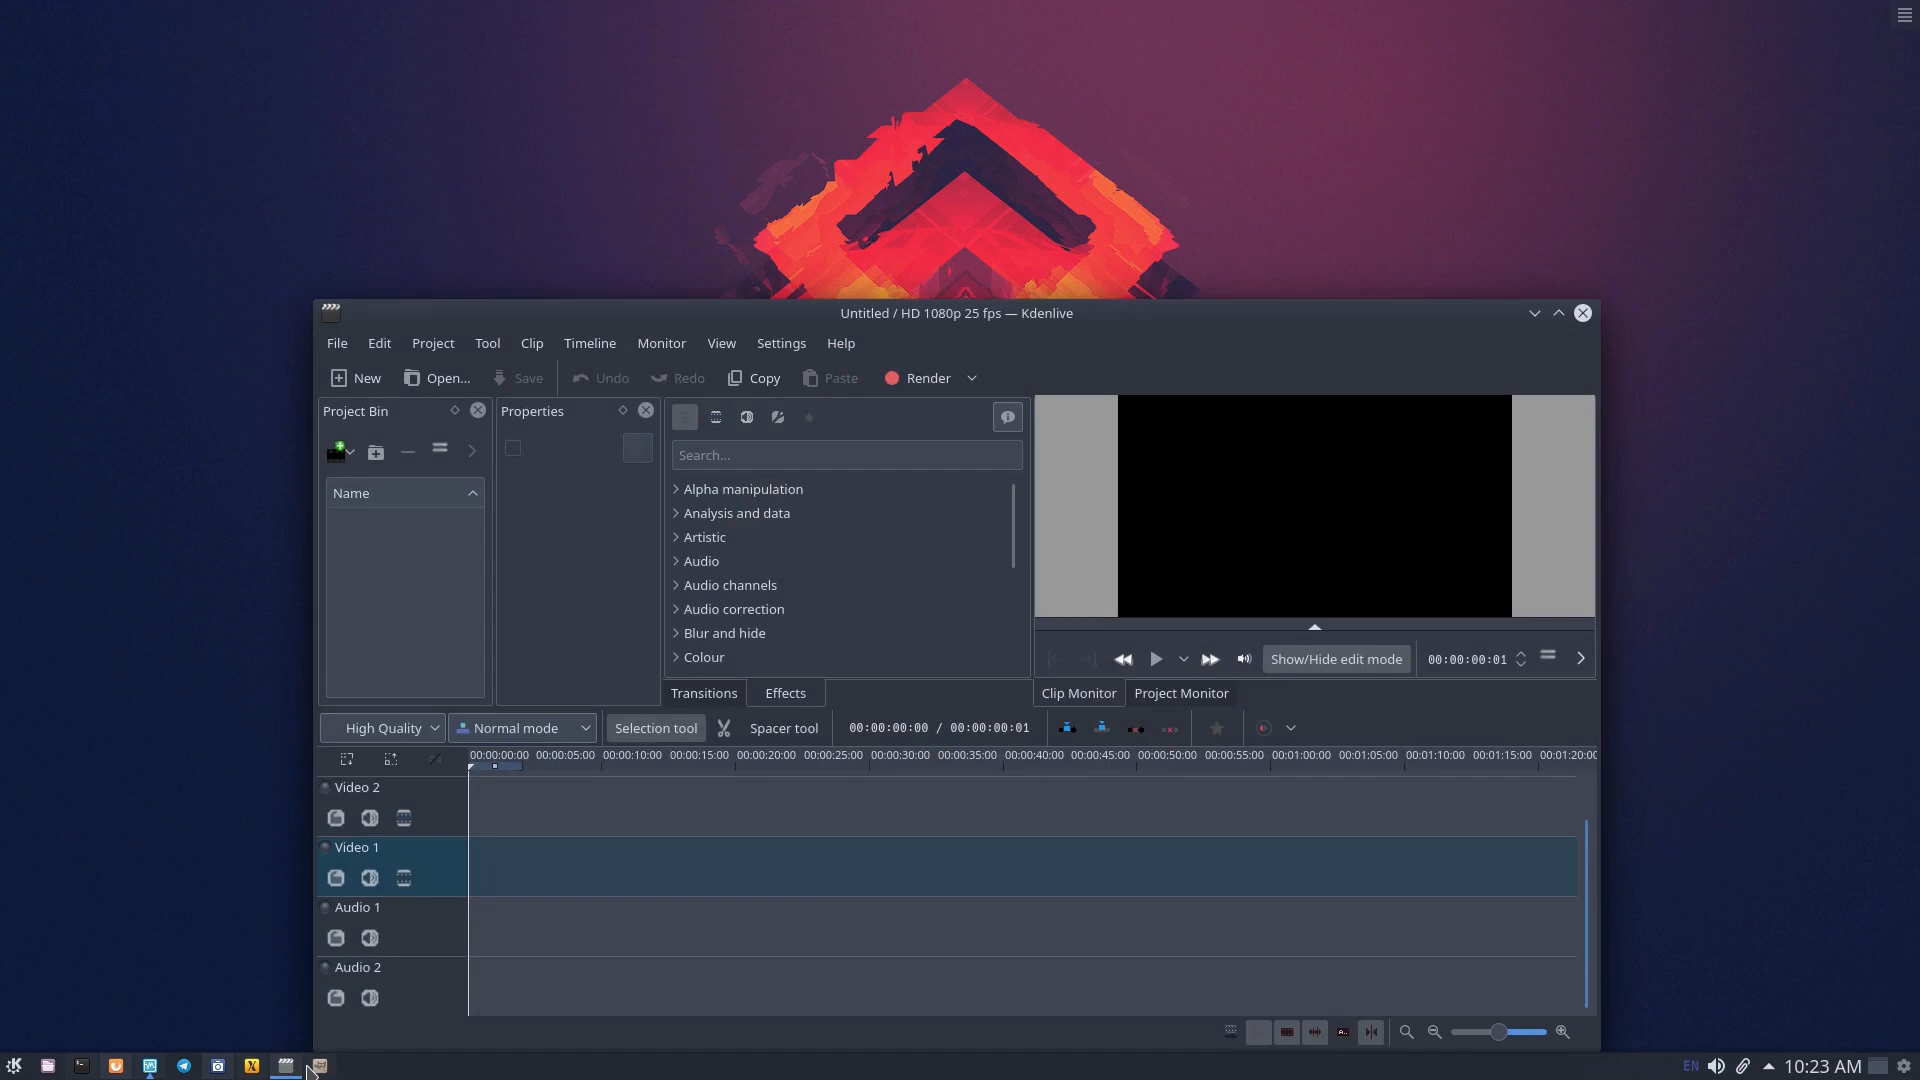 Untitled / HD 1080p 25 fps — Kdenlive
File Edit Project Tool Clip Timeline Monitor View Settings Help
New Open... Save Undo Redo Copy Paste Render
Project Bin
Properties
Search...
Name
Alpha manipulation
Analysis and data
Artistic
Audio
Audio channels
Audio correction
Blur and hide
Colour
Show/Hide edit mode 00:00:00:01
Transitions Effects
Clip Monitor Project Monitor
High Quality Normal mode Selection tool Spacer tool 00:00:00:00 / 00:00:00:01
00:00:00:00 00:00:05:00 00:00:10:00 00:00:15:00 00:00:20:00 00:00:25:00 00:00:30:00 00:00:35:00 00:00:40:00 00:00:45:00 00:00:50:00 00:00:55:00 00:01:00:00 00:01:05:00 00:01:10:00 00:01:15:00 00:01:20:00
Video 2
Video 1
Audio 1
Audio 2
EN 10:23 AM